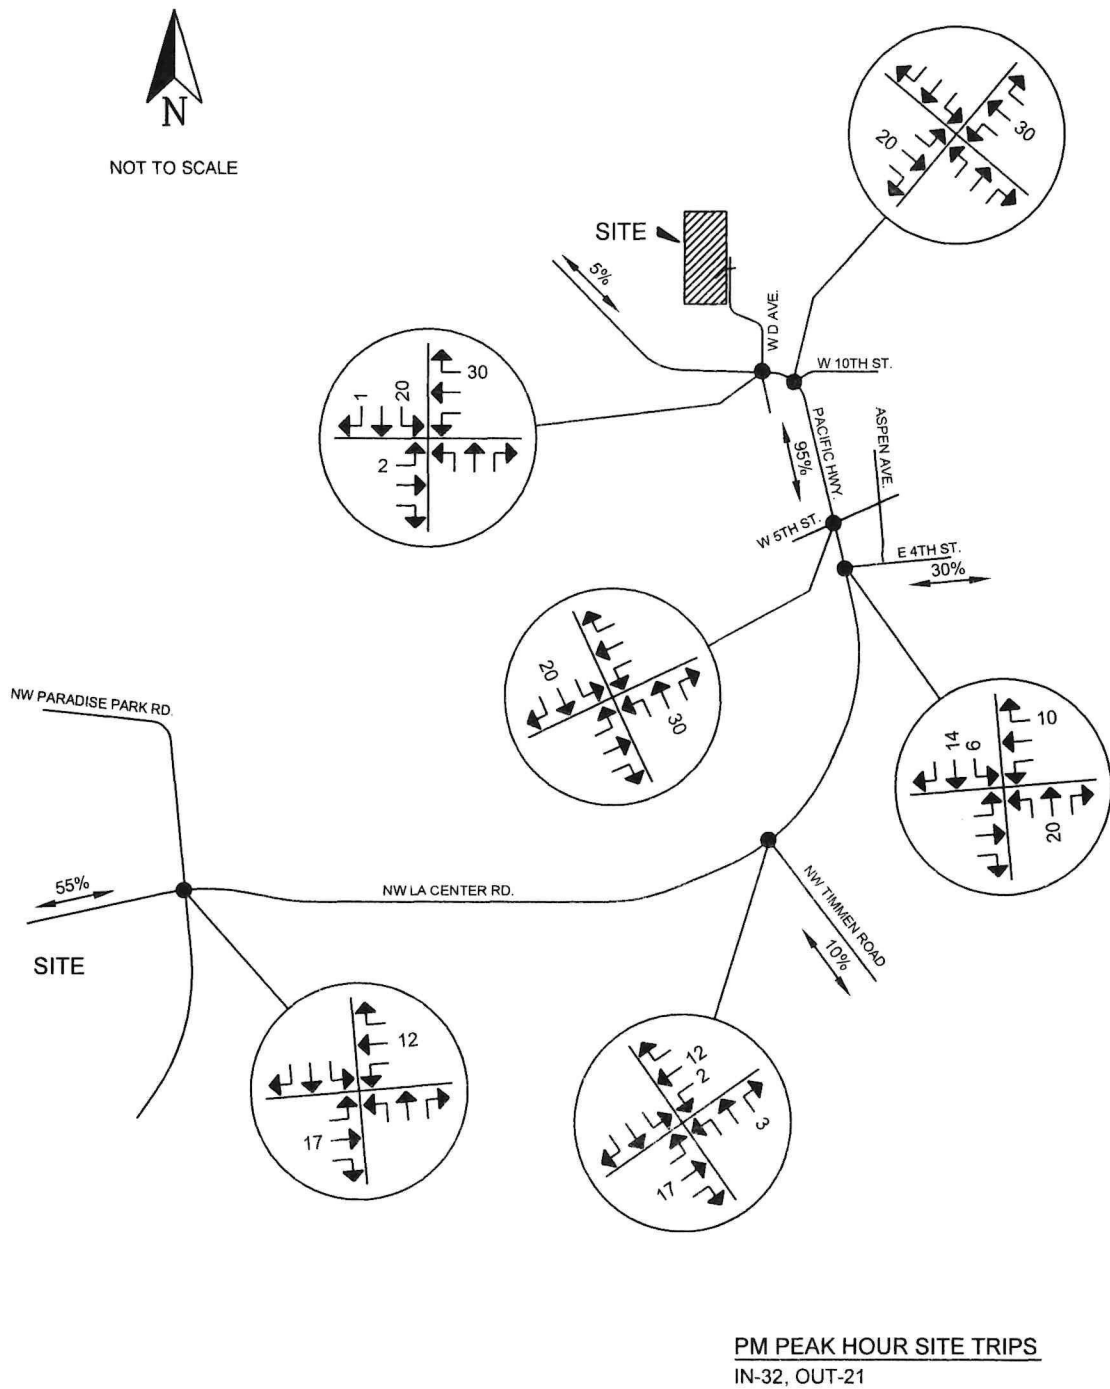 N
NOT TO SCALE
SITE
5%
W D AVE.
W 10TH ST.
PACIFIC HWY.
ASPEN AVE.
95%
W 5TH ST.
E 4TH ST.
30%
20
30
1
20
30
2
20
30
14
6
10
20
NW PARADISE PARK RD.
55%
NW LA CENTER RD.
NW TIMMEN ROAD
10%
SITE
12
17
12
2
3
17
PM PEAK HOUR SITE TRIPS
IN-32, OUT-21